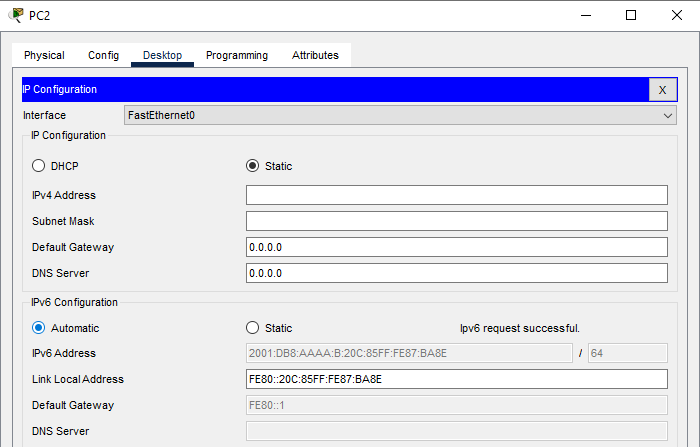 PC2
Physical Config Desktop Programming Attributes
IP Configuration X
Interface FastEthernet0
IP Configuration
DHCP Static
IPv4 Address
Subnet Mask
Default Gateway 0.0.0.0
DNS Server 0.0.0.0
IPv6 Configuration
Automatic Static Ipv6 request successful.
IPv6 Address 2001:DB8:AAAA:B:20C:85FF:FE87:BA8E / 64
Link Local Address FE80::20C:85FF:FE87:BA8E
Default Gateway FE80::1
DNS Server